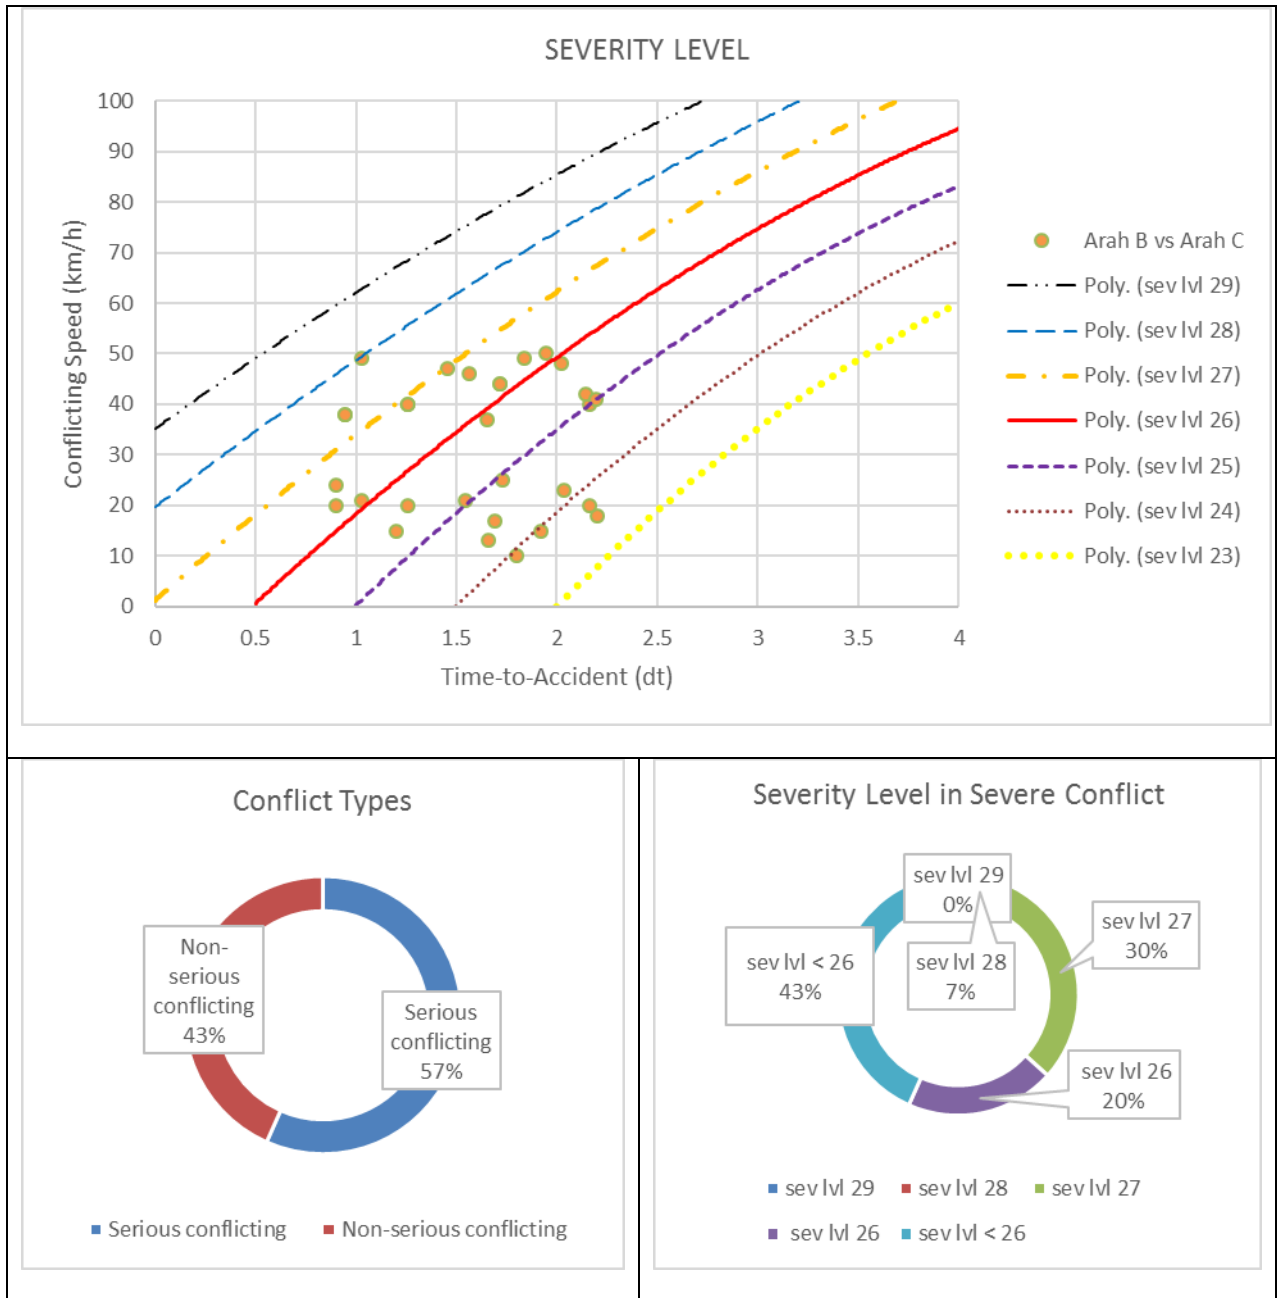 SEVERITY LEVEL
100
90
80
70
60
50
40
30
20
10
0
Conflicting Speed (km/h)
0 0.5 1 1.5 2 2.5 3 3.5 4
Time-to-Accident (dt)
Arah B vs Arah C
Poly. (sev lvl 29)
Poly. (sev lvl 28)
Poly. (sev lvl 27)
Poly. (sev lvl 26)
Poly. (sev lvl 25)
Poly. (sev lvl 24)
Poly. (sev lvl 23)
Conflict Types
Non-
serious
conflicting
43%
Serious
conflicting
57%
Serious conflicting Non-serious conflicting
Severity Level in Severe Conflict
sev lvl 29
0%
sev lvl 27
30%
sev lvl < 26
43%
sev lvl 28
7%
sev lvl 26
20%
sev lvl 29 sev lvl 28 sev lvl 27
sev lvl 26 sev lvl < 26